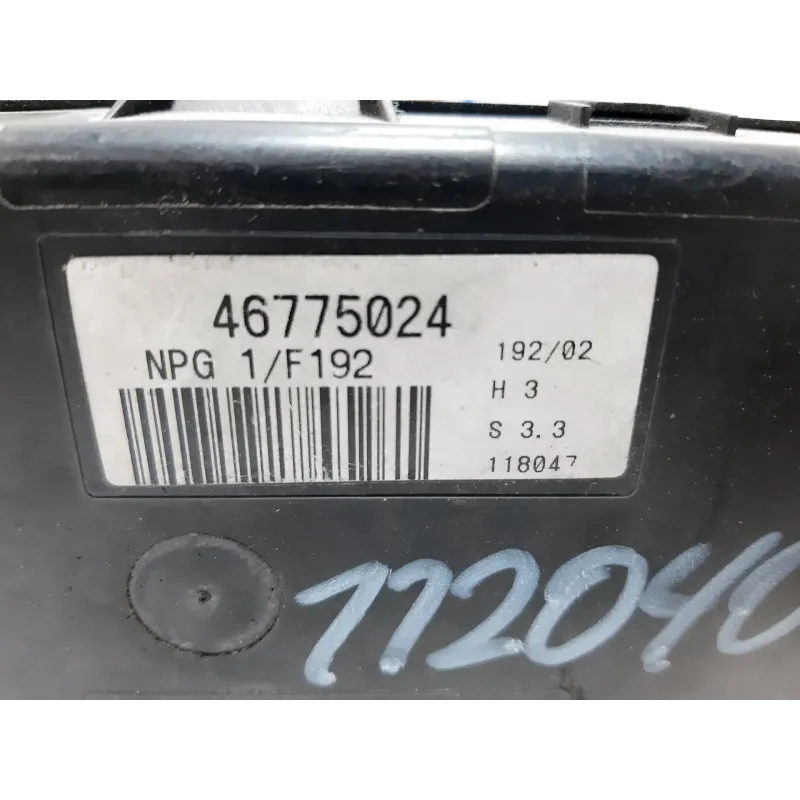 46775024
NPG 1/F192
192/02
H 3
S 3.3
118047
112040